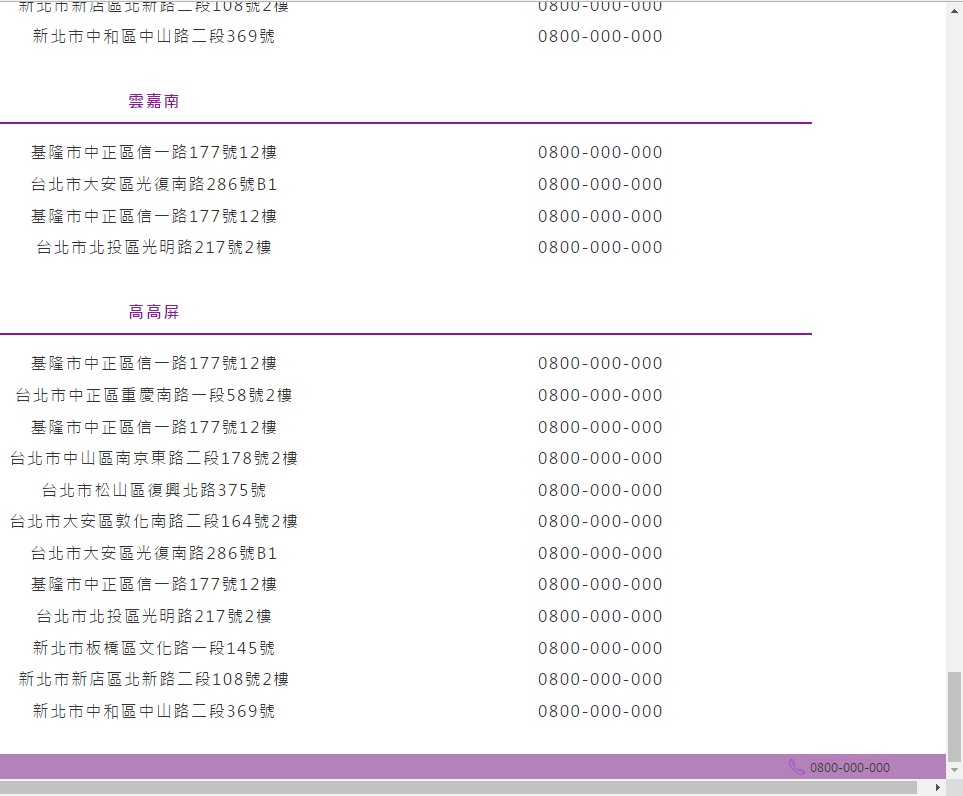 新北市新店區北新路二段108號2樓 0800-000-000
新北市中和區中山路二段369號 0800-000-000
雲嘉南
基隆市中正區信一路177號12樓 0800-000-000
台北市大安區光復南路286號B1 0800-000-000
基隆市中正區信一路177號12樓 0800-000-000
台北市北投區光明路217號2樓 0800-000-000
高高屏
基隆市中正區信一路177號12樓 0800-000-000
台北市中正區重慶南路一段58號2樓 0800-000-000
基隆市中正區信一路177號12樓 0800-000-000
台北市中山區南京東路二段178號2樓 0800-000-000
台北市松山區復興北路375號 0800-000-000
台北市大安區敦化南路二段164號2樓 0800-000-000
台北市大安區光復南路286號B1 0800-000-000
基隆市中正區信一路177號12樓 0800-000-000
台北市北投區光明路217號2樓 0800-000-000
新北市板橋區文化路一段145號 0800-000-000
新北市新店區北新路二段108號2樓 0800-000-000
新北市中和區中山路二段369號 0800-000-000
0800-000-000